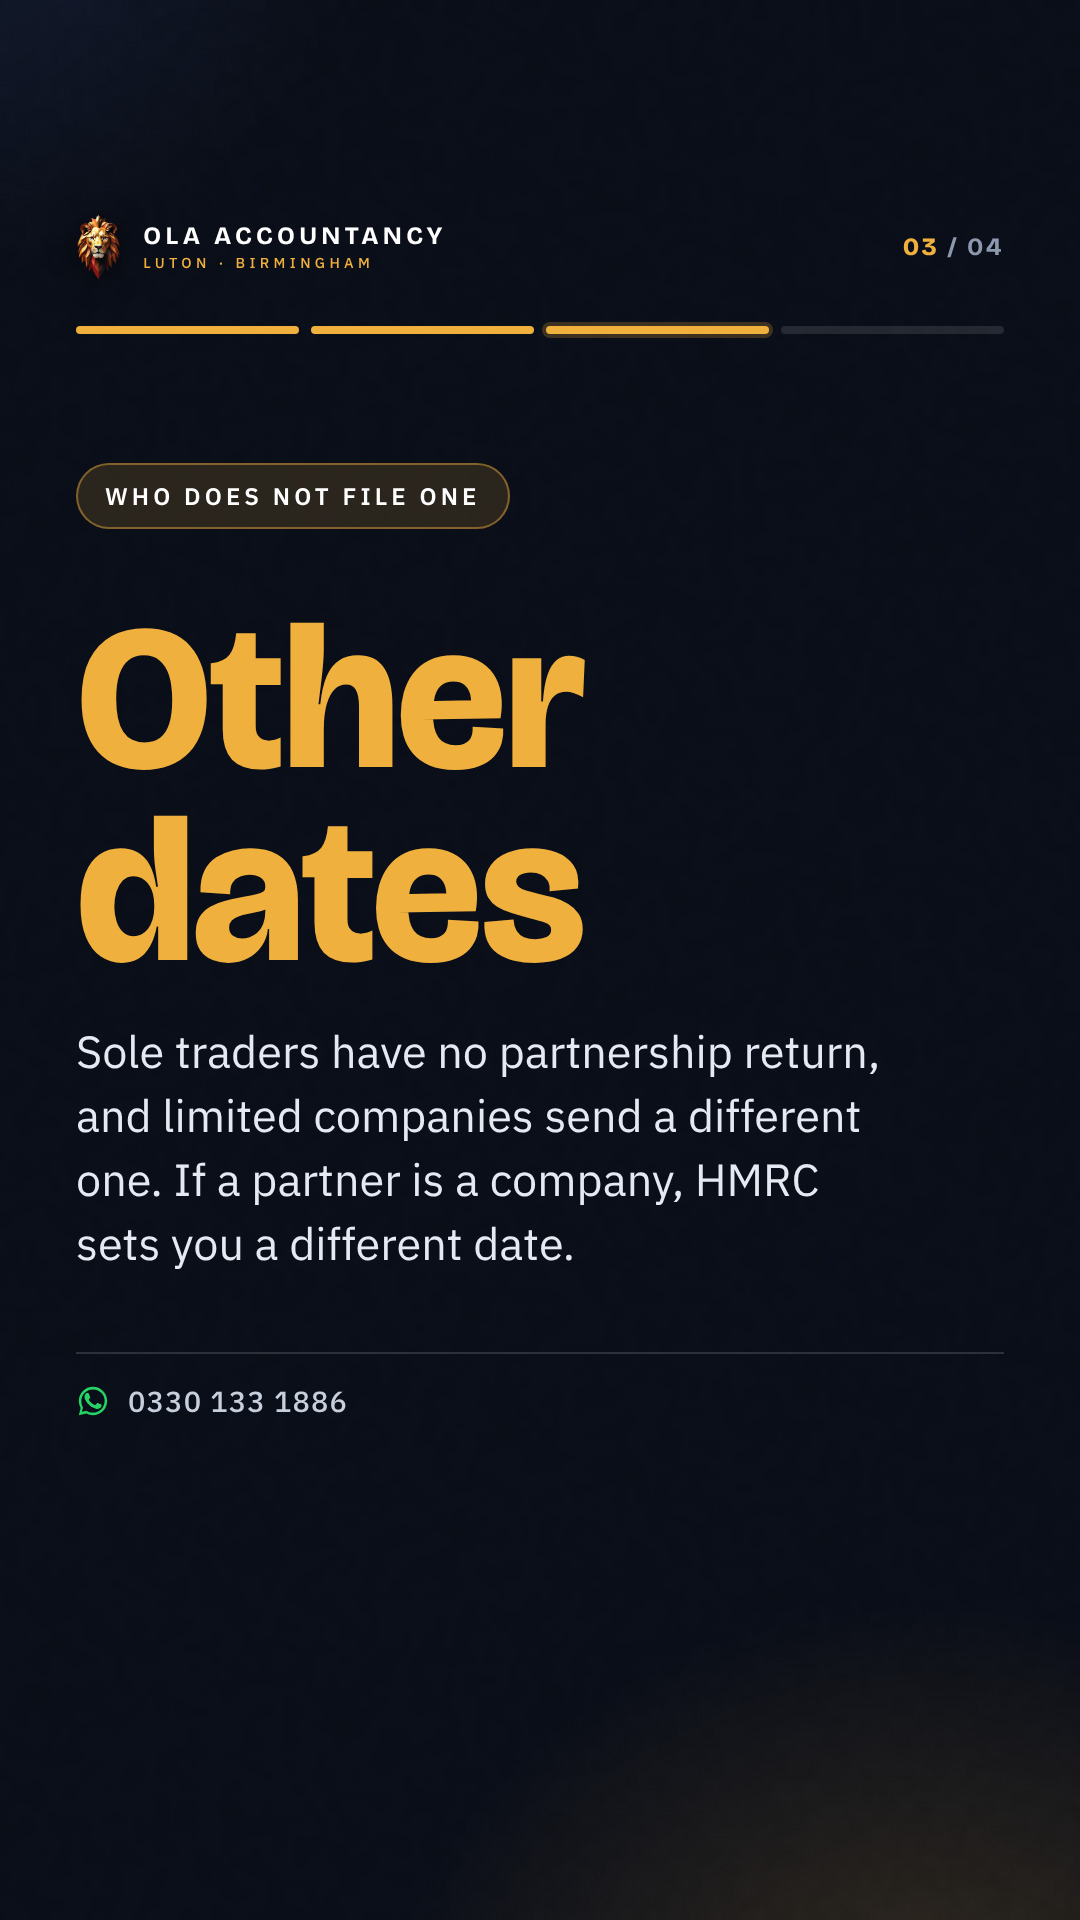 OLA ACCOUNTANCY
LUTON · BIRMINGHAM
03 / 04
WHO DOES NOT FILE ONE
Other
dates
Sole traders have no partnership return,
and limited companies send a different
one. If a partner is a company, HMRC
sets you a different date.
0330 133 1886